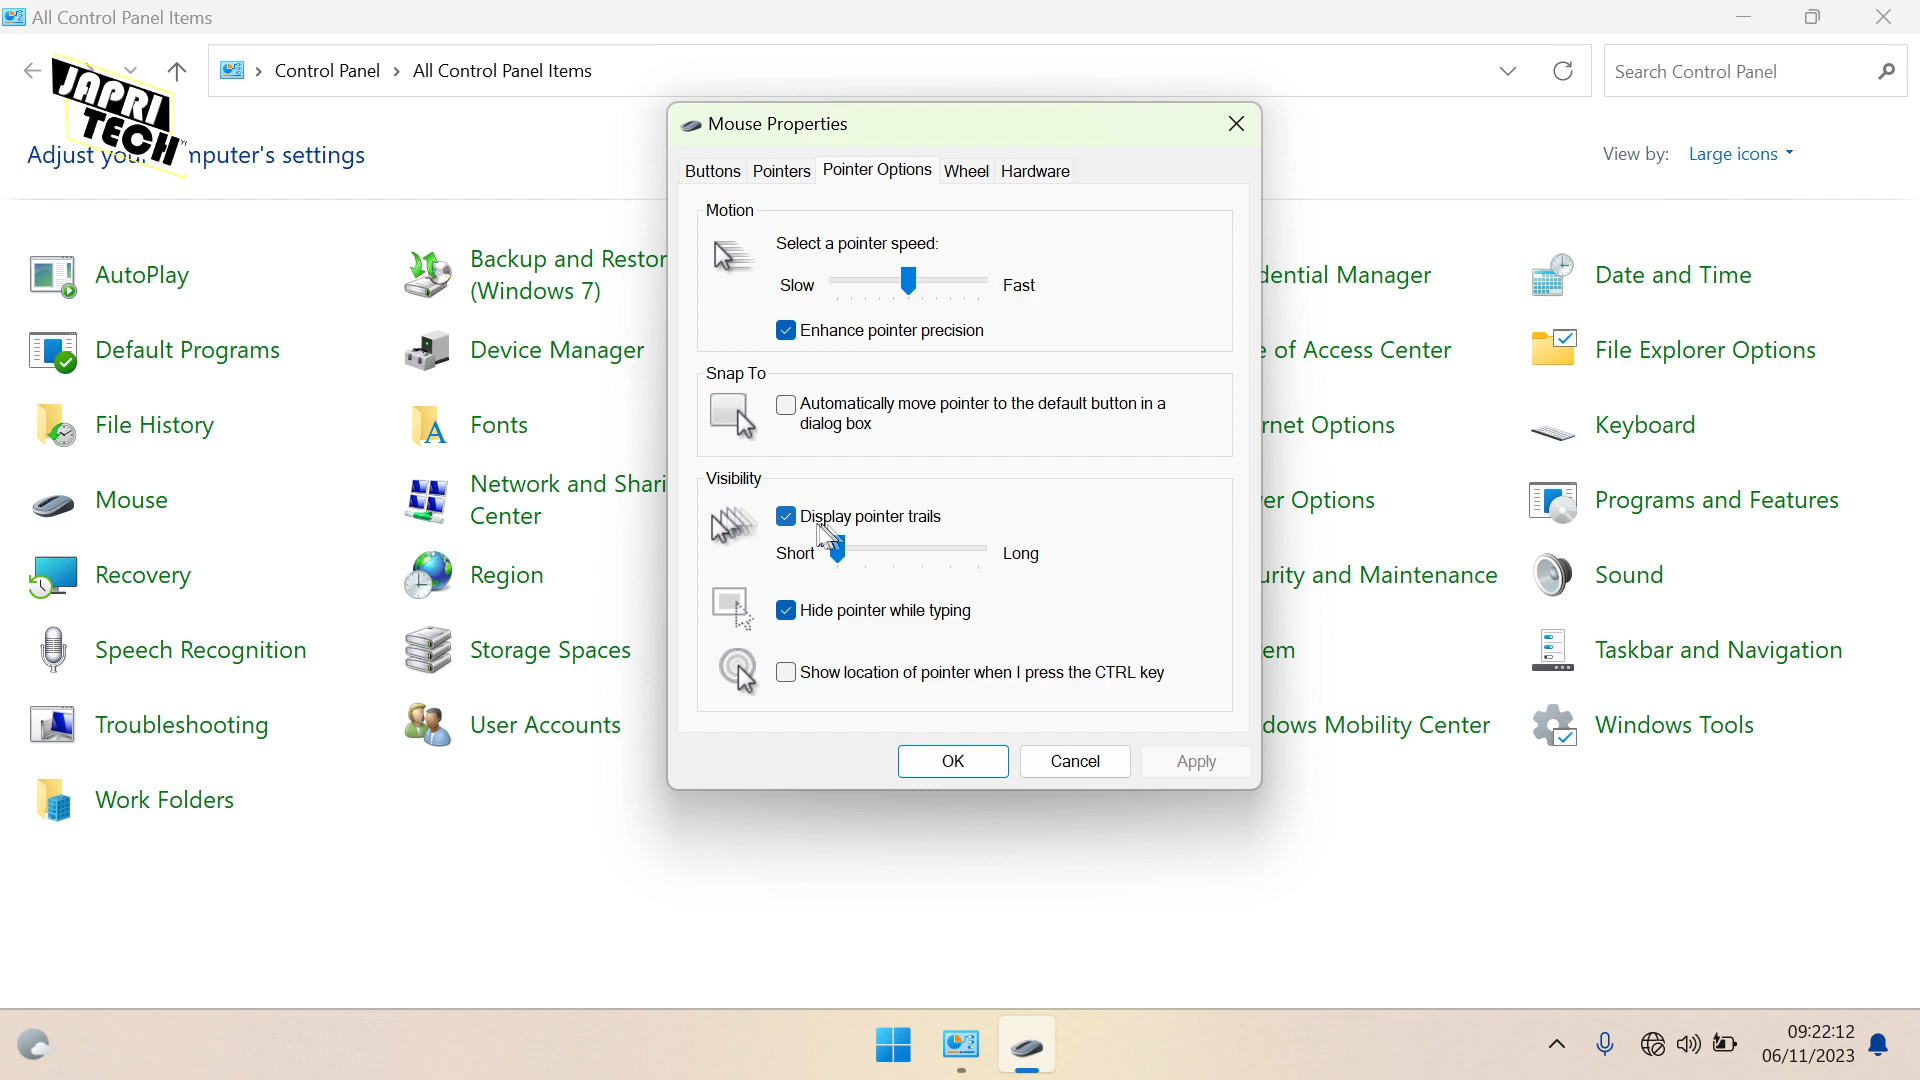 All Control Panel Items
Control Panel > All Control Panel Items
Search Control Panel
JAPRI
TECH
Adjust your computer's settings
View by: Large icons
AutoPlay
Backup and Restor
(Windows 7)
dential Manager
Date and Time
Default Programs
Device Manager
e of Access Center
File Explorer Options
File History
Fonts
rnet Options
Keyboard
Mouse
Network and Shari
Center
er Options
Programs and Features
Recovery
Region
urity and Maintenance
Sound
Speech Recognition
Storage Spaces
em
Taskbar and Navigation
Troubleshooting
User Accounts
dows Mobility Center
Windows Tools
Work Folders
Mouse Properties
Buttons Pointers Pointer Options Wheel Hardware
Motion
Select a pointer speed:
Slow Fast
Enhance pointer precision
Snap To
Automatically move pointer to the default button in a
dialog box
Visibility
Display pointer trails
Short Long
Hide pointer while typing
Show location of pointer when I press the CTRL key
OK Cancel Apply
09:22:12
06/11/2023